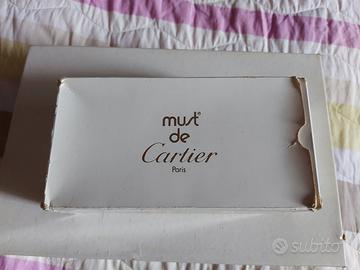 must
de
Cartier
Paris
subito